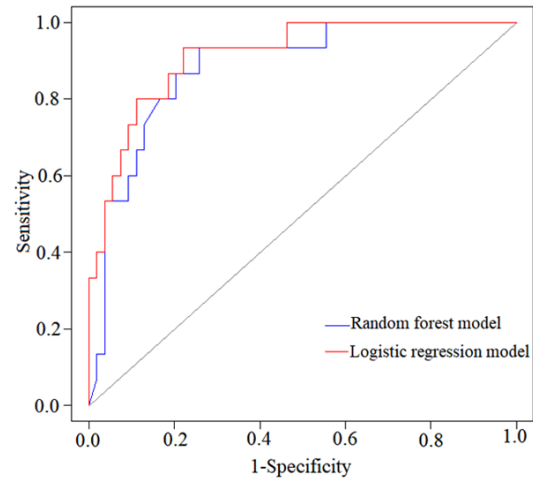 1.0
0.8
0.6
0.4
0.2
0.0
Sensitivity
Random forest model
Logistic regression model
0.0 0.2 0.4 0.6 0.8 1.0
1-Specificity